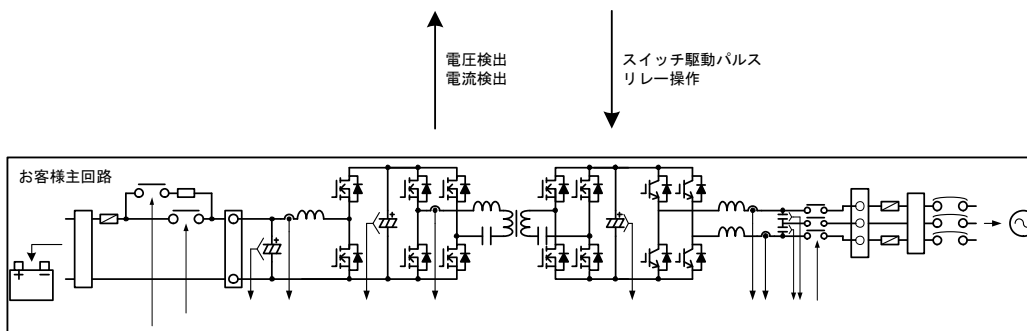 電圧検出
電流検出
スイッチ駆動パルス
リレー操作
お客様主回路